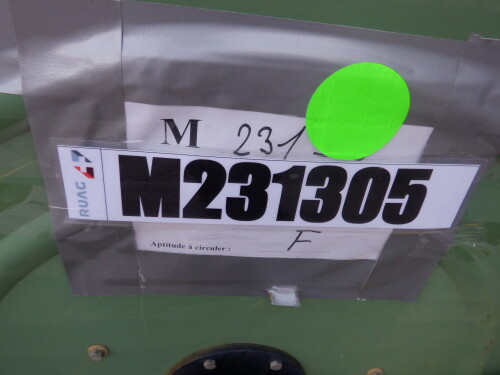 M 231
RUAG
M231305
Aptitude à circuler : F